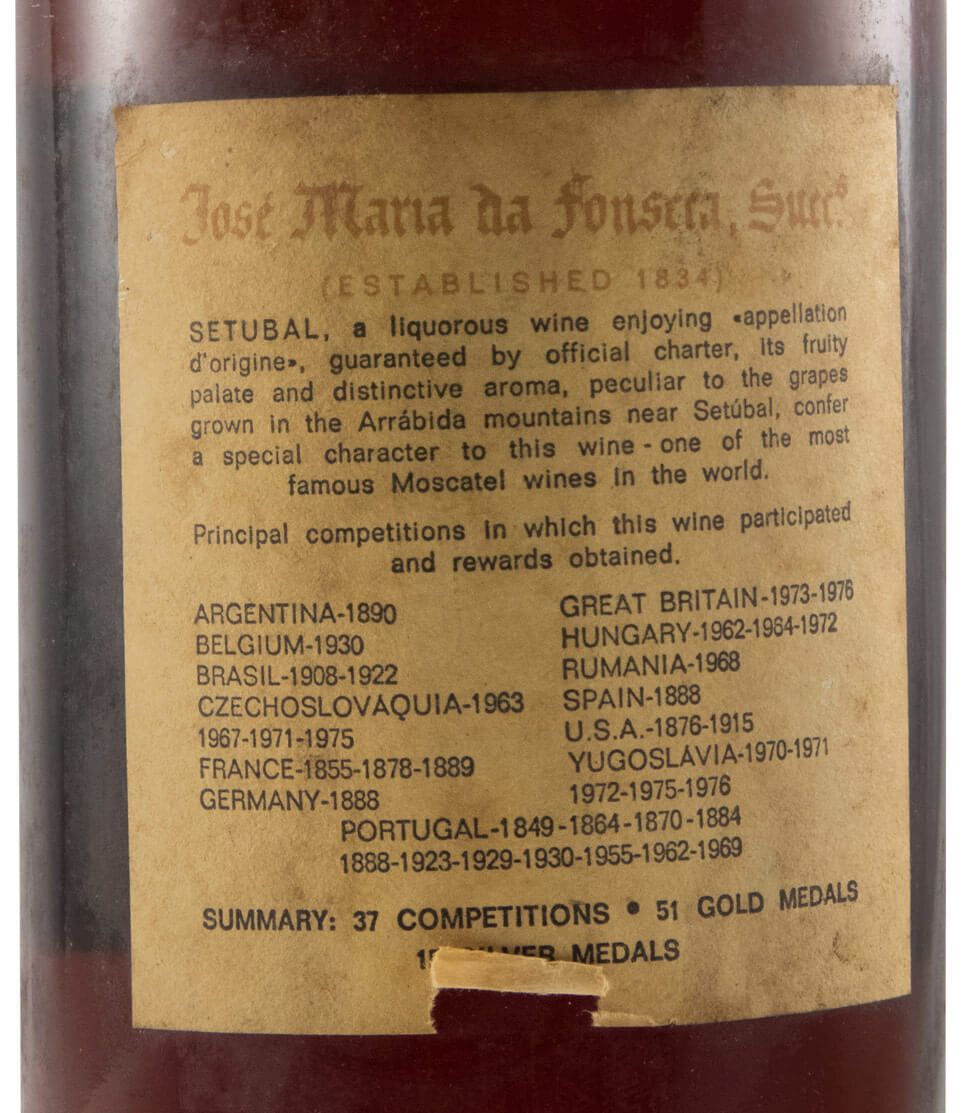 José Maria da Fonseca, Succ.s
(ESTABLISHED 1834)
SETUBAL, a liquorous wine enjoying «appellation
d'origine», guaranteed by official charter, its fruity
palate and distinctive aroma, peculiar to the grapes
grown in the Arrábida mountains near Setúbal, confer
a special character to this wine - one of the most
famous Moscatel wines in the world.
Principal competitions in which this wine participated
and rewards obtained.
ARGENTINA-1890
BELGIUM-1930
BRASIL-1908-1922
CZECHOSLOVAQUIA-1963
1967-1971-1975
FRANCE-1855-1878-1889
GERMANY-1888
GREAT BRITAIN-1973-1976
HUNGARY-1962-1964-1972
RUMANIA-1968
SPAIN-1888
U.S.A.-1876-1915
YUGOSLÁVIA-1970-1971
1972-1975-1976
PORTUGAL-1849-1864-1870-1884
1888-1923-1929-1930-1955-1962-1969
SUMMARY: 37 COMPETITIONS • 51 GOLD MEDALS
SILVER MEDALS